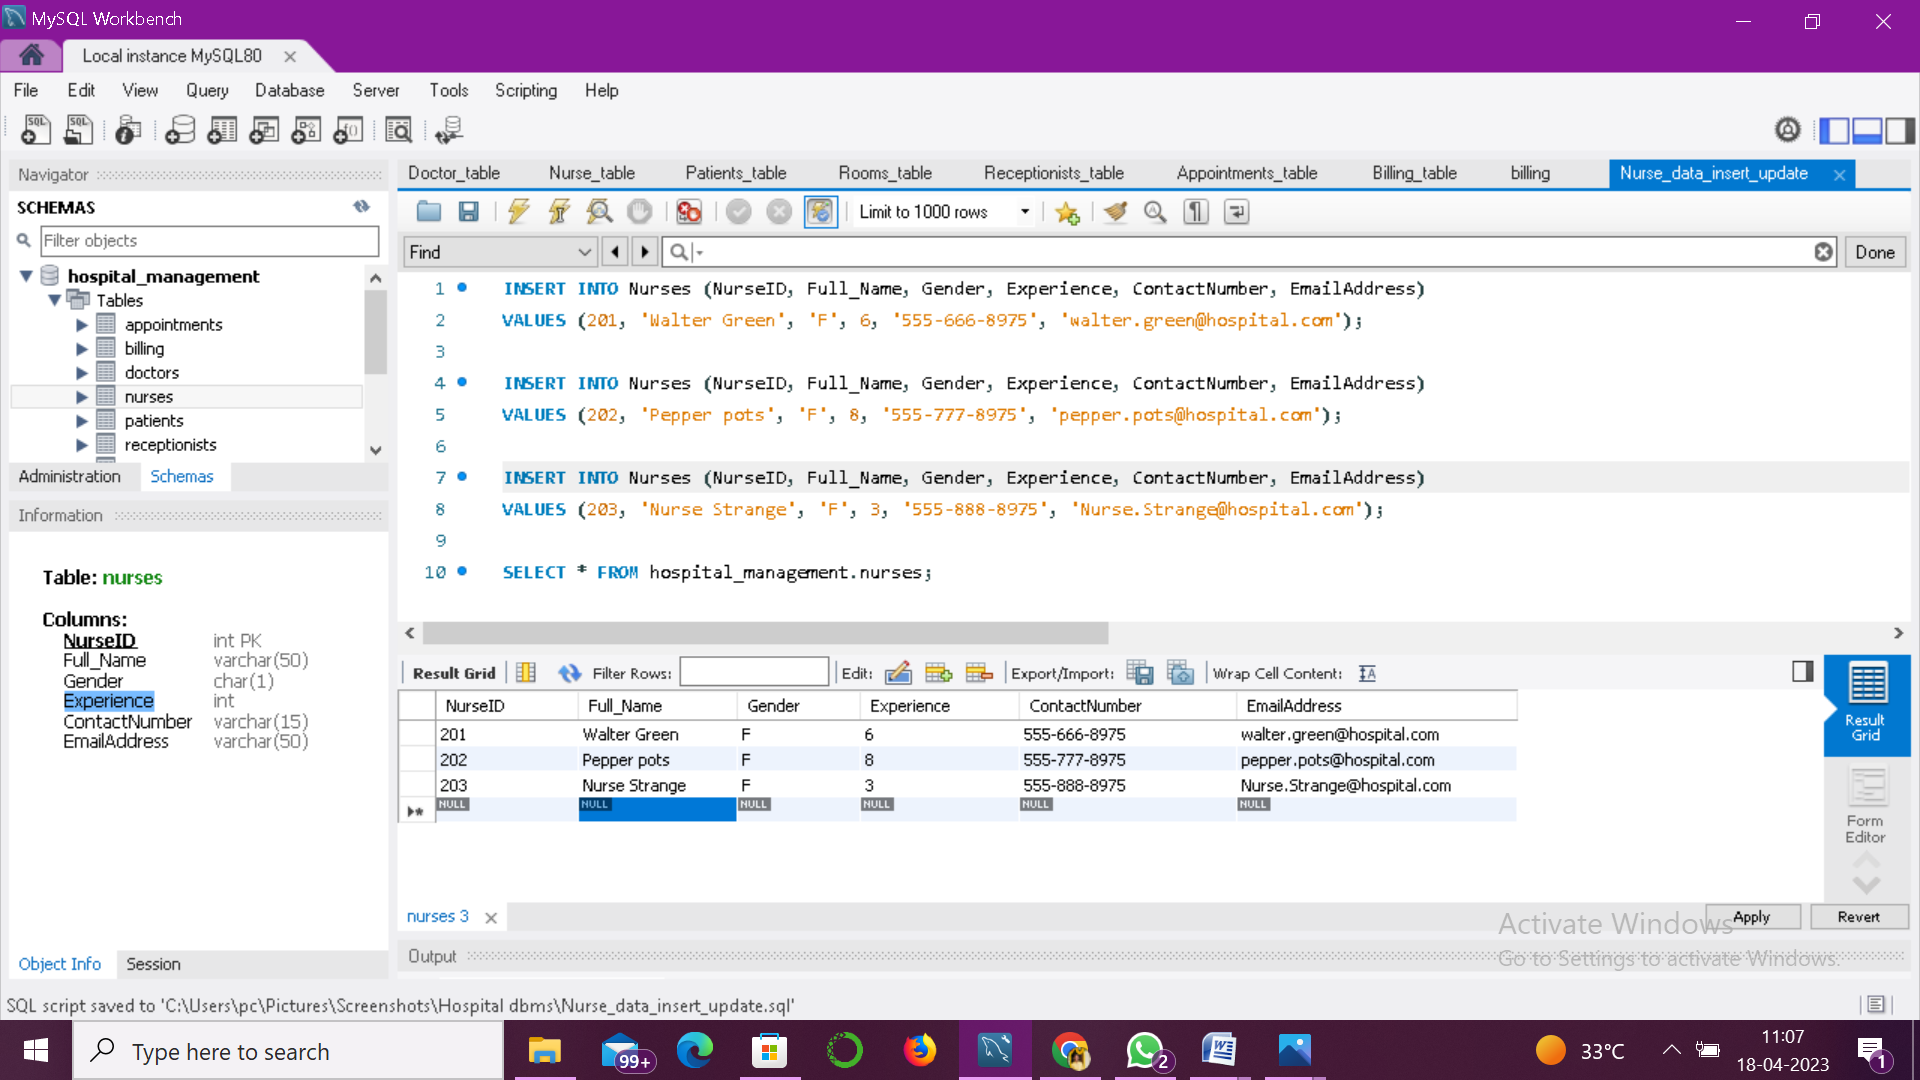 MySQL Workbench
Local instance MySQL80
File Edit View Query Database Server Tools Scripting Help
Navigator
SCHEMAS
Filter objects
hospital_management
Tables
appointments
billing
doctors
nurses
patients
receptionists
Administration Schemas
Information
Table: nurses
Columns:
NurseID int PK
Full_Name varchar(50)
Gender char(1)
Experience int
ContactNumber varchar(15)
EmailAddress varchar(50)
Object Info Session
Doctor_table Nurse_table Patients_table Rooms_table Receptionists_table Appointments_table Billing_table billing Nurse_data_insert_update
Limit to 1000 rows
Find Done
1 INSERT INTO Nurses (NurseID, Full_Name, Gender, Experience, ContactNumber, EmailAddress)
2 VALUES (201, 'Walter Green', 'F', 6, '555-666-8975', 'walter.green@hospital.com');
3
4 INSERT INTO Nurses (NurseID, Full_Name, Gender, Experience, ContactNumber, EmailAddress)
5 VALUES (202, 'Pepper pots', 'F', 8, '555-777-8975', 'pepper.pots@hospital.com');
6
7 INSERT INTO Nurses (NurseID, Full_Name, Gender, Experience, ContactNumber, EmailAddress)
8 VALUES (203, 'Nurse Strange', 'F', 3, '555-888-8975', 'Nurse.Strange@hospital.com');
9
10 SELECT * FROM hospital_management.nurses;
Result Grid Filter Rows: Edit: Export/Import: Wrap Cell Content:
NurseID Full_Name Gender Experience ContactNumber EmailAddress
201 Walter Green F 6 555-666-8975 walter.green@hospital.com
202 Pepper pots F 8 555-777-8975 pepper.pots@hospital.com
203 Nurse Strange F 3 555-888-8975 Nurse.Strange@hospital.com
NULL NULL NULL NULL NULL NULL
Result
Grid
Form
Editor
nurses 3
Apply Revert
Activate Windows
Go to Settings to activate Windows.
Output
SQL script saved to 'C:\Users\pc\Pictures\Screenshots\Hospital dbms\Nurse_data_insert_update.sql'
Type here to search
99+
2
33°C
11:07
18-04-2023
1